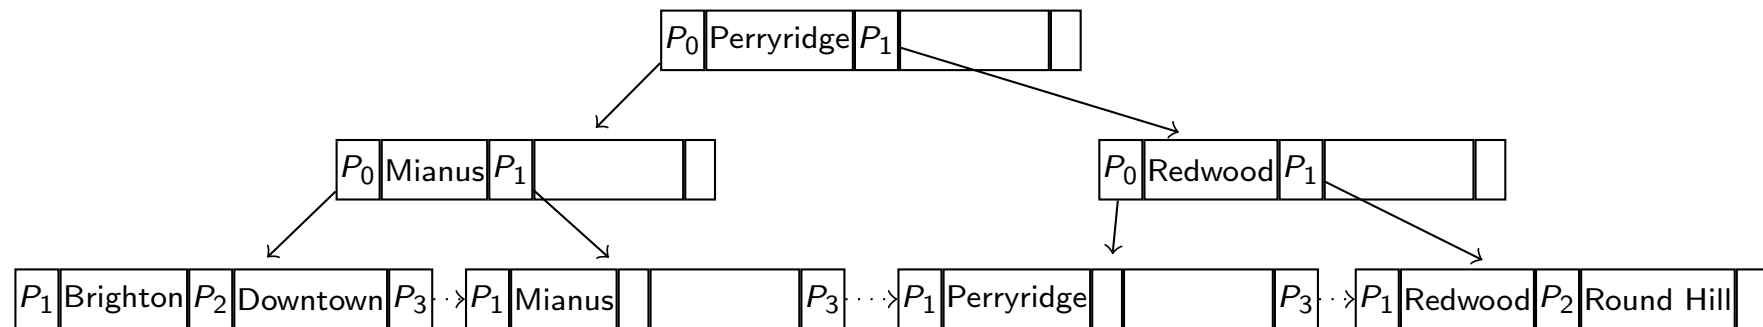 P0 Perryridge P1
P0 Mianus P1 P0 Redwood P1
P1 Brighton P2 Downtown P3 P1 Mianus P3 P1 Perryridge P3 P1 Redwood P2 Round Hill